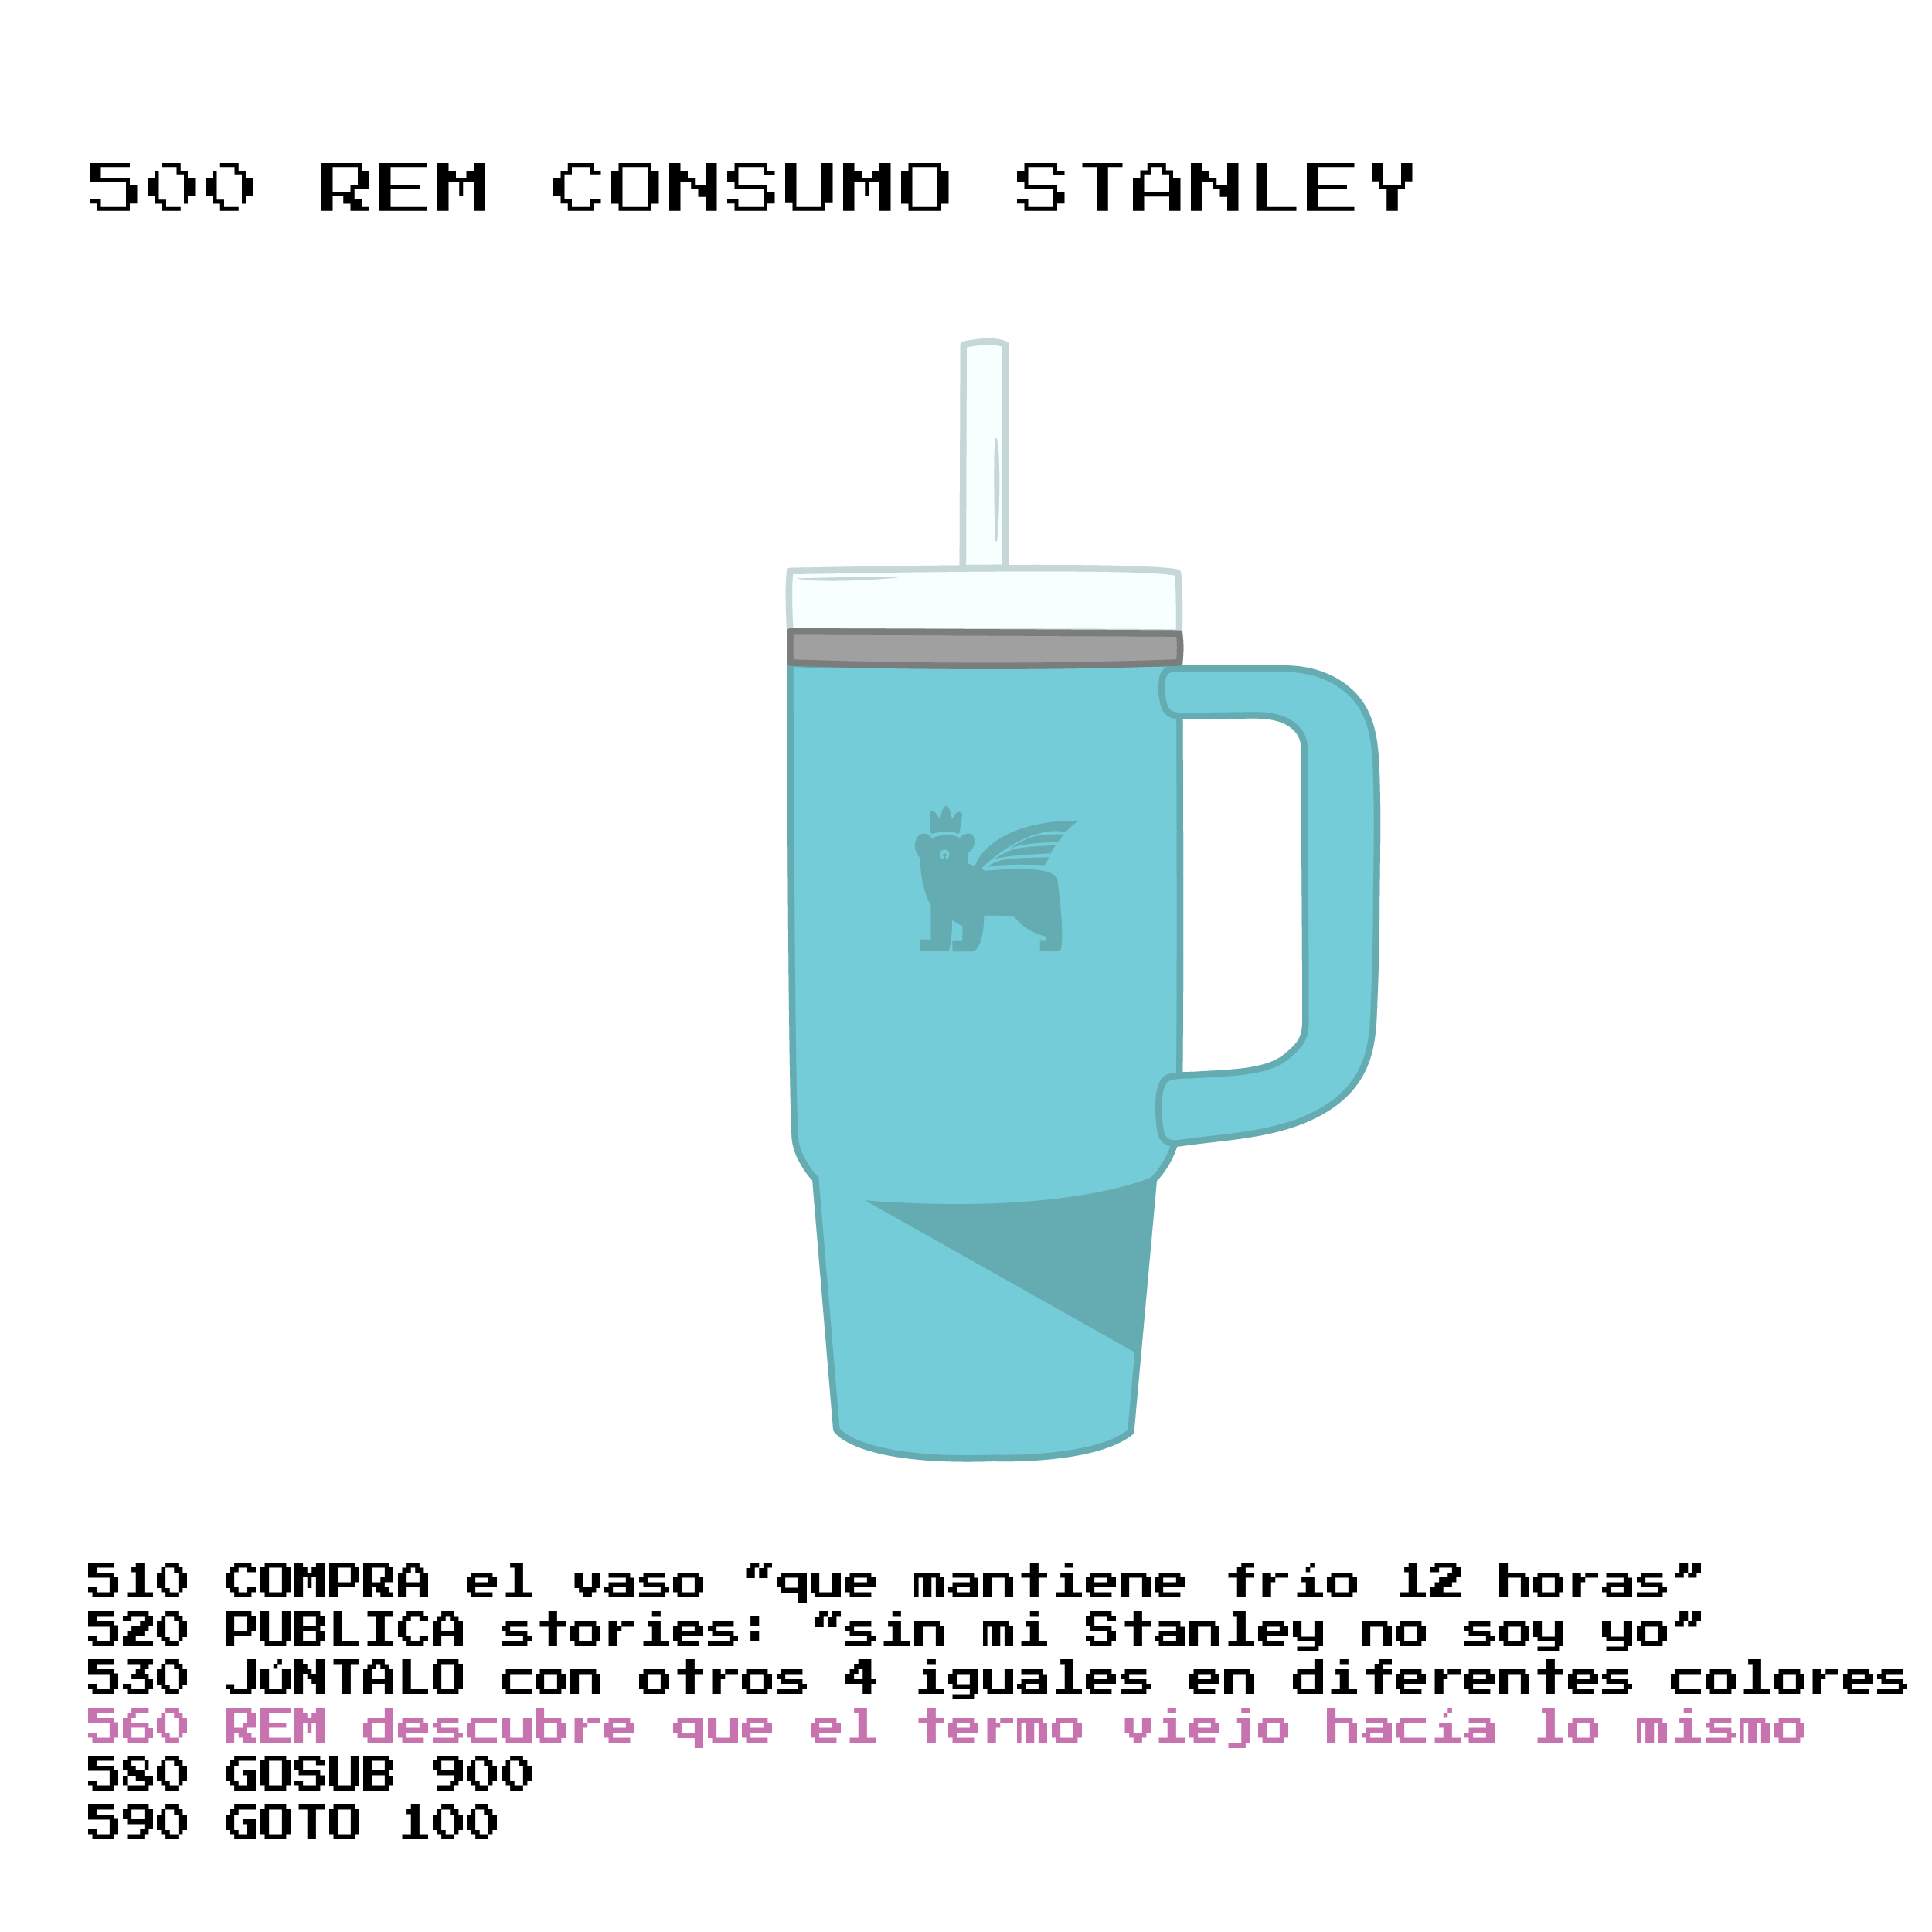 500 REM CONSUMO STANLEY
510 COMPRA el vaso “que mantiene frío 12 horas”
520 PUBLICA stories: “sin mi Stanley no soy yo”
530 JÚNTALO con otros 4 iguales en diferentes colores
560 REM descubre que el termo viejo hacía lo mismo
580 GOSUB 900
590 GOTO 100